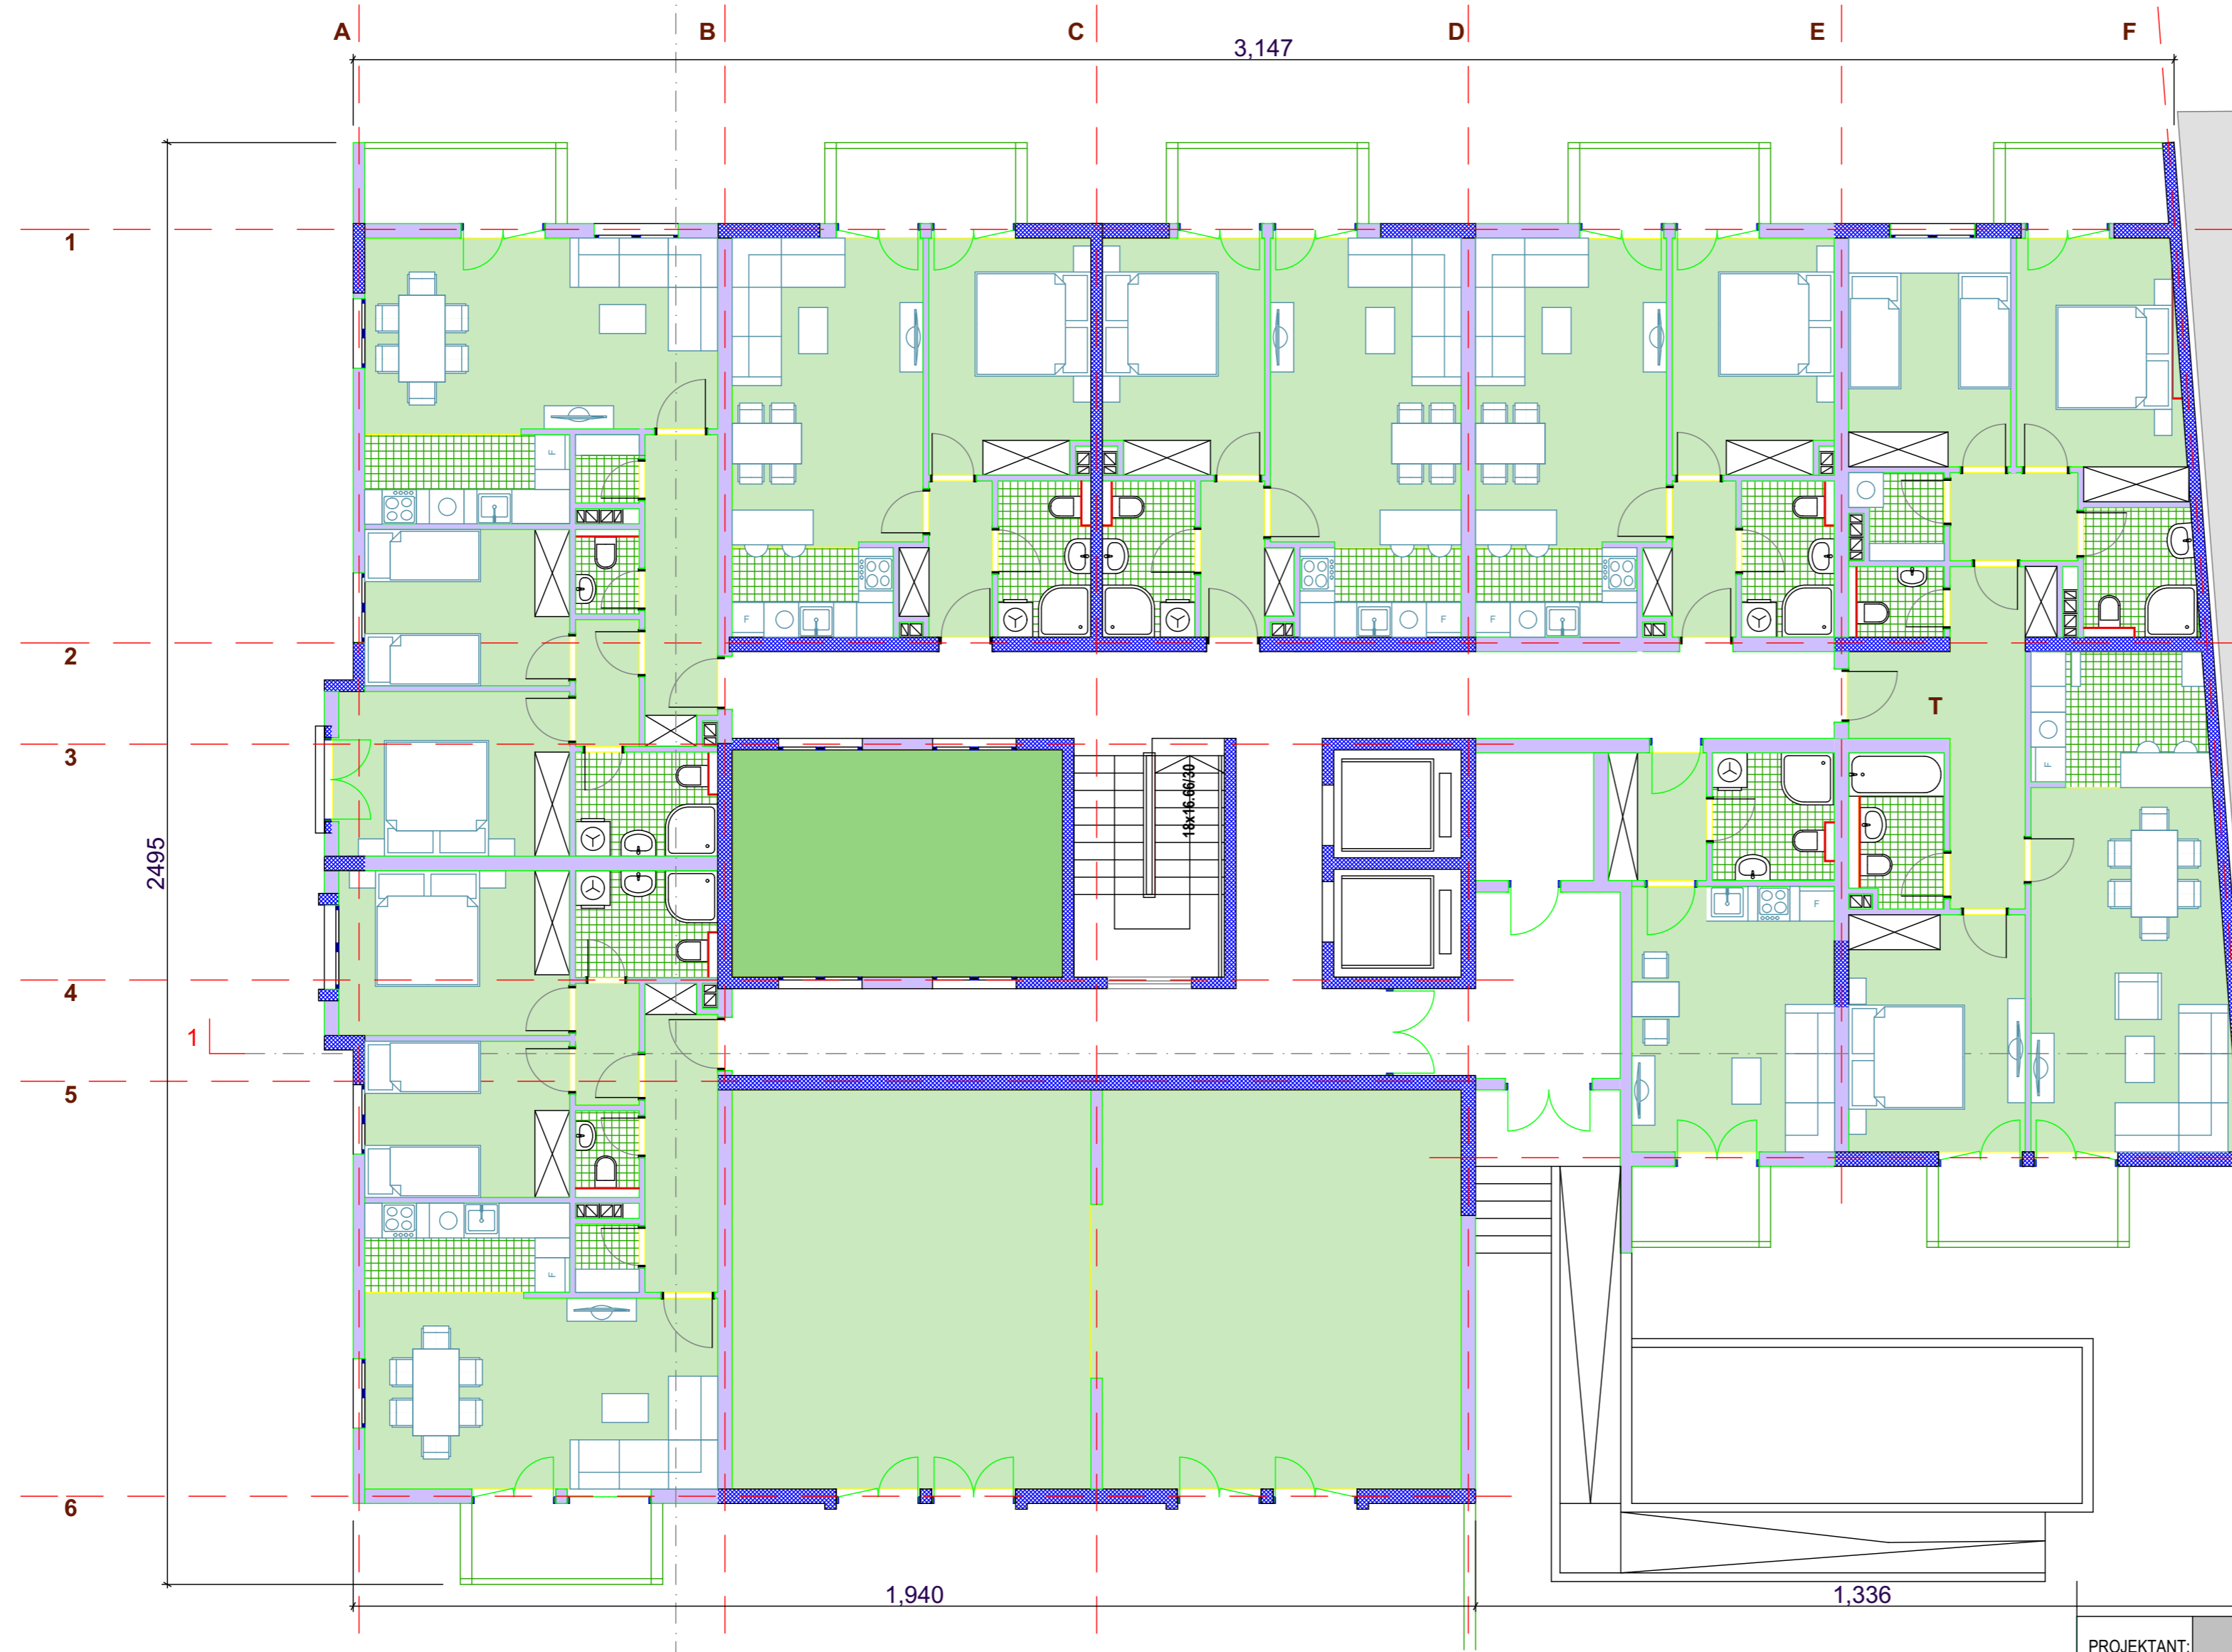 A B C D E F
3,147
1
F
F F F
2
T
18x16.66/30
3
F
2495
F
4
1
5
F
6
1,940 1,336
PROJEKTANT: